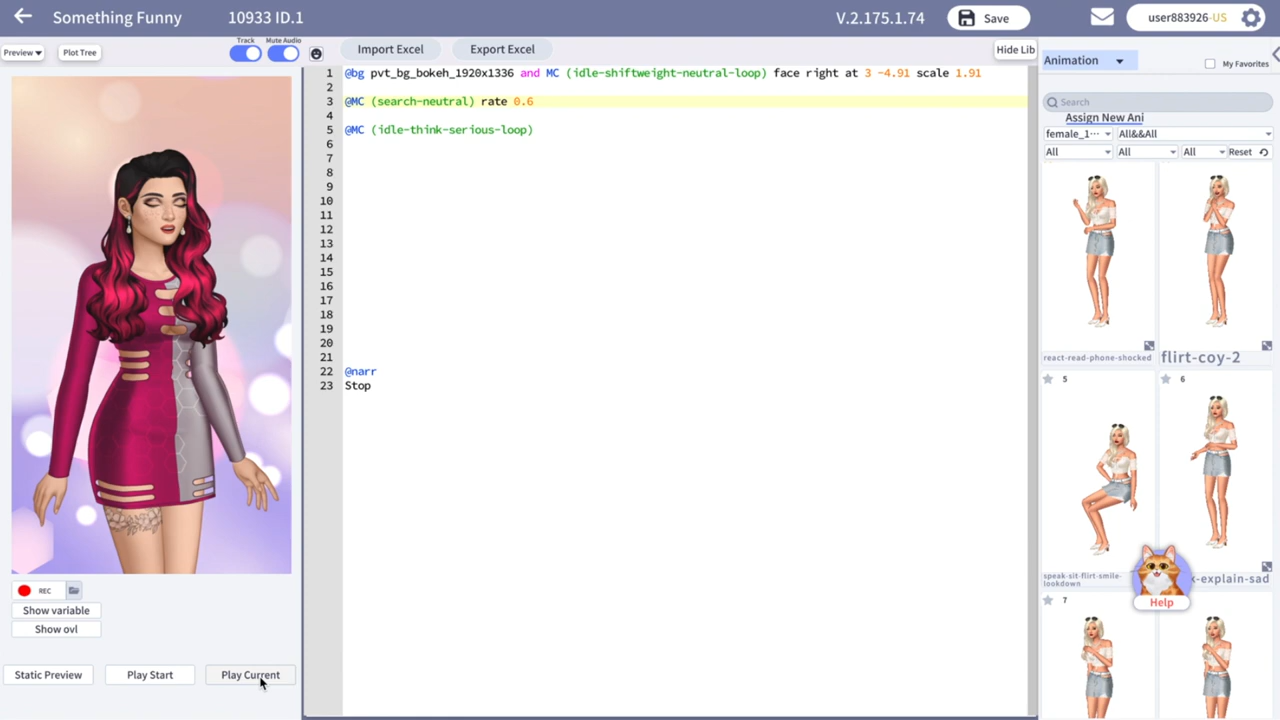 Something Funny
10933 ID.1
V.2.175.1.74
Save
user883926-US
Preview
Plot Tree
Track
Mute Audio
Import Excel
Export Excel
Hide Lib
Animation
My Favorites
Search
Assign New Ani
female_1···
All&&All
All
All
All
Reset
1 @bg pvt_bg_bokeh_1920x1336 and MC (idle-shiftweight-neutral-loop) face right at 3 -4.91 scale 1.91
2
3 @MC (search-neutral) rate 0.6
4
5 @MC (idle-think-serious-loop)
6
7
8
9
10
11
12
13
14
15
16
17
18
19
20
21
22 @narr
23 Stop
react-read-phone-shocked
flirt-coy-2
5
6
speak-sit-flirt-smile-
lookdown
k-explain-sad
7
Help
REC
Show variable
Show ovl
Static Preview
Play Start
Play Current